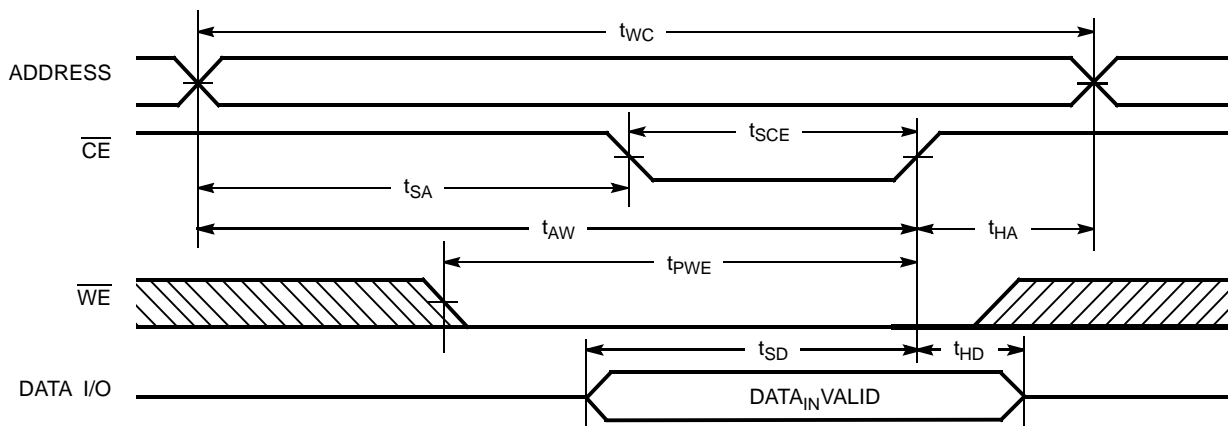 tWC
ADDRESS
CE
tSCE
tSA
tAW
tHA
tPWE
WE
tSD
tHD
DATA I/O
DATAINVALID